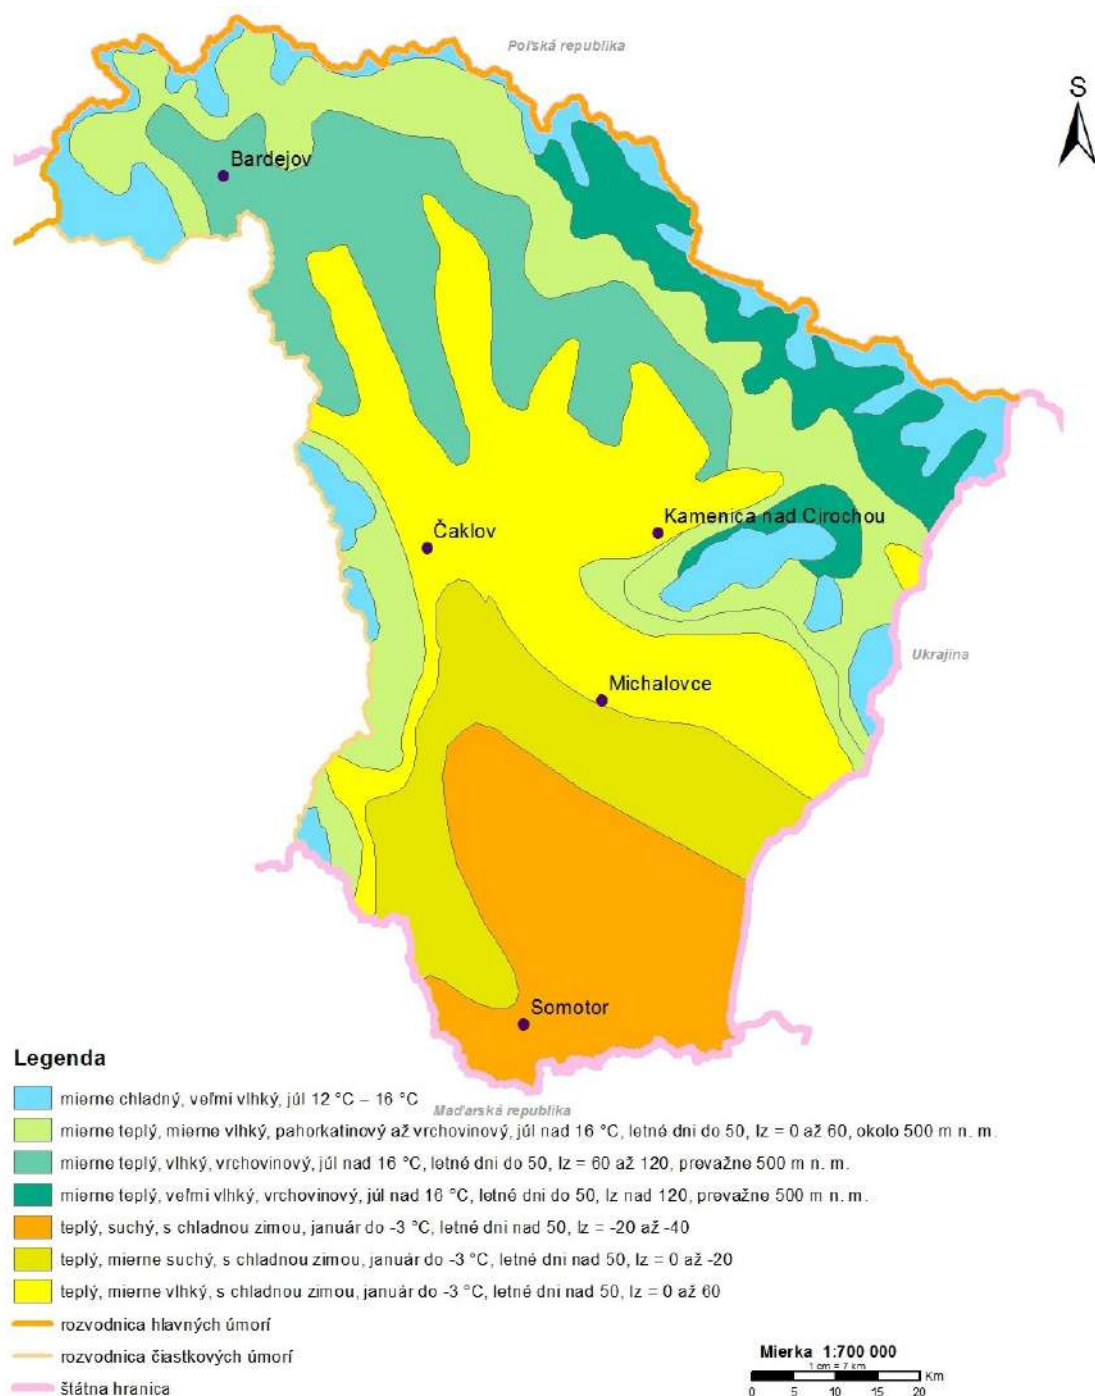 Poľská republika
S
Bardejov
Kamenica nad Cirochou
Čaklov
Ukrajina
Michalovce
Somotor
Legenda
mierne chladný, veľmi vlhký, júl 12 °C – 16 °C
Maďarská republika
mierne teplý, mierne vlhký, pahorkatinový až vrchovinový, júl nad 16 °C, letné dni do 50, Iz = 0 až 60, okolo 500 m n. m.
mierne teplý, vlhký, vrchovinový, júl nad 16 °C, letné dni do 50, Iz = 60 až 120, prevažne 500 m n. m.
mierne teplý, veľmi vlhký, vrchovinový, júl nad 16 °C, letné dni do 50, Iz nad 120, prevažne 500 m n. m.
teplý, suchý, s chladnou zimou, január do -3 °C, letné dni nad 50, Iz = -20 až -40
teplý, mierne suchý, s chladnou zimou, január do -3 °C, letné dni nad 50, Iz = 0 až -20
teplý, mierne vlhký, s chladnou zimou, január do -3 °C, letné dni nad 50, Iz = 0 až 60
rozvodnica hlavných úmorí
rozvodnica čiastkových úmorí
štátna hranica
Mierka 1:700 000
1 cm = 7 km
Km
0 5 10 15 20